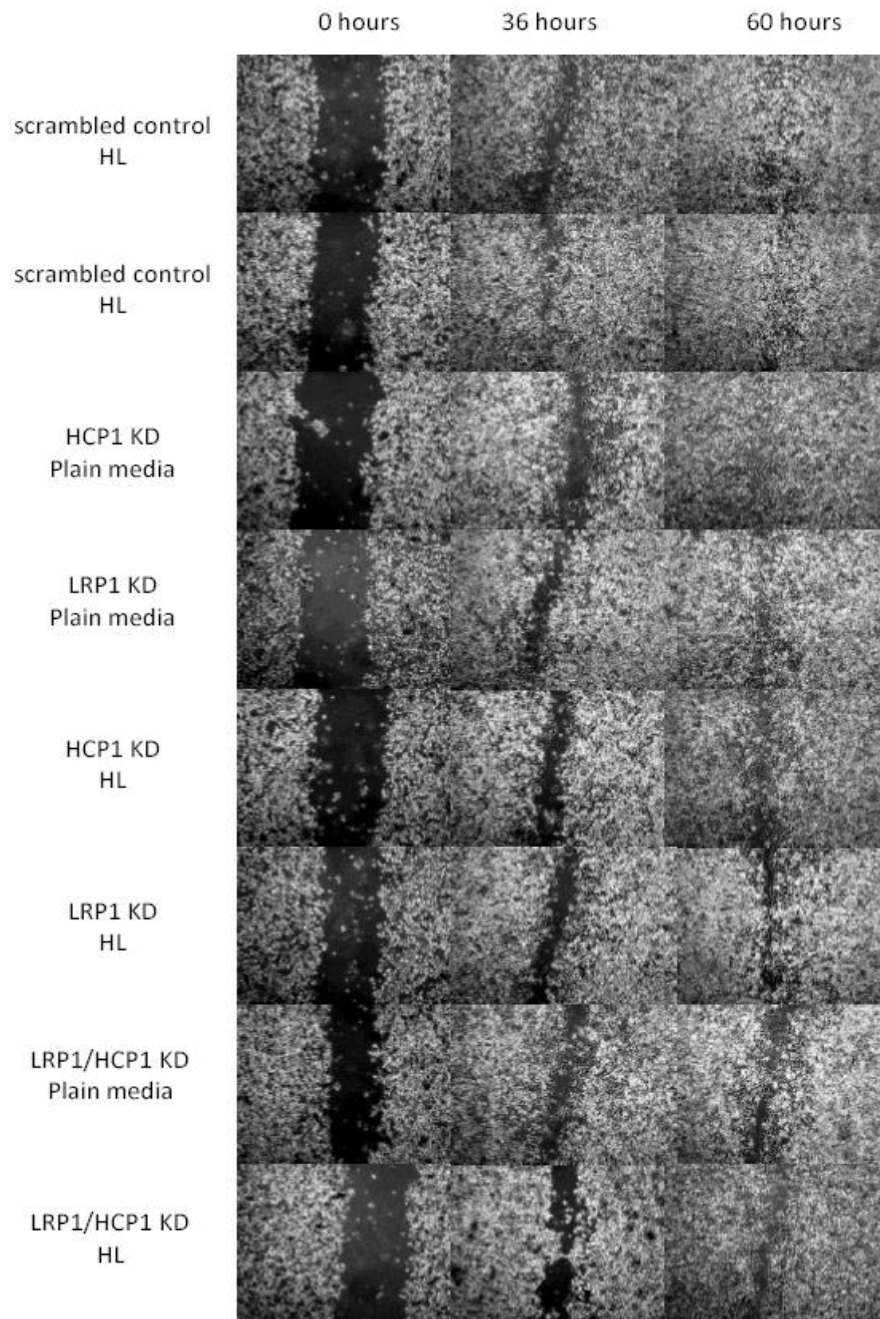 0 hours 36 hours 60 hours
scrambled control
HL
scrambled control
HL
HCP1 KD
Plain media
LRP1 KD
Plain media
HCP1 KD
HL
LRP1 KD
HL
LRP1/HCP1 KD
Plain media
LRP1/HCP1 KD
HL